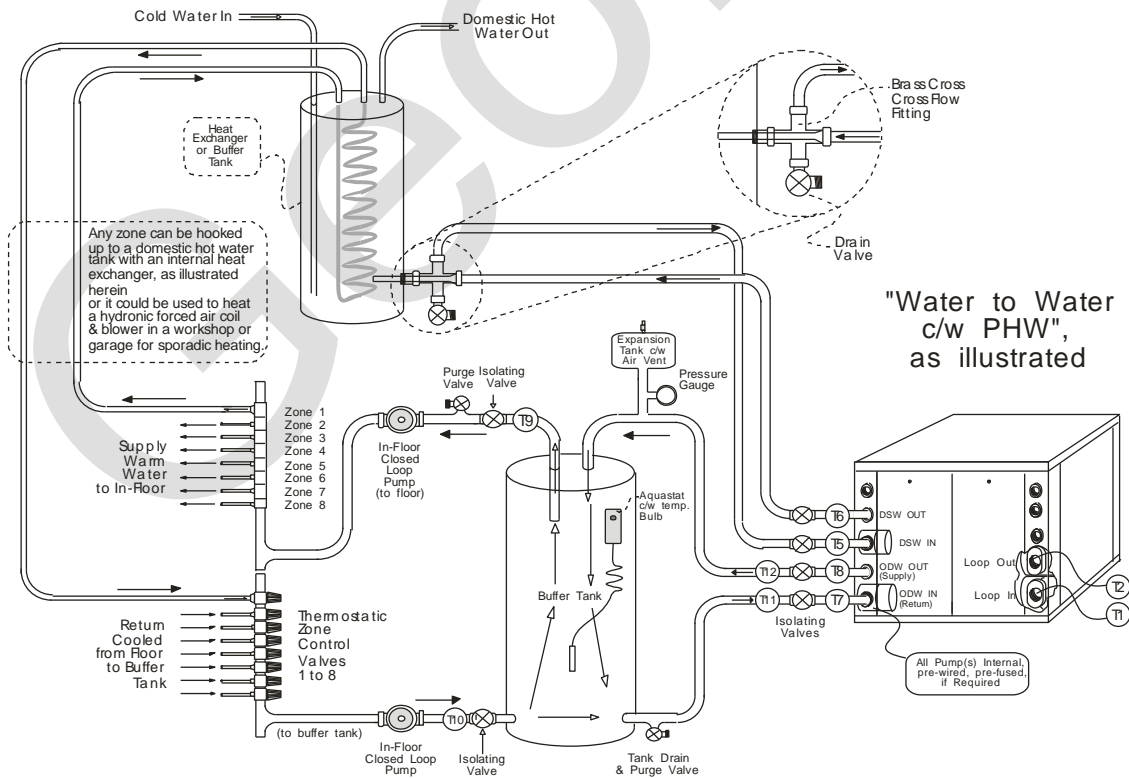 Cold Water In
Domestic Hot
Water Out
Brass Cross
Cross Flow
Fitting
Heat
Exchanger
or Buffer
Tank
Drain
Valve
Any zone can be hooked
up to a domestic hot water
tank with an internal heat
exchanger, as illustrated
herein
or it could be used to heat
a hydronic forced air coil
& blower in a workshop or
garage for sporadic heating.
"Water to Water
c/w PHW",
as illustrated
Expansion
Tank c/w
Air Vent
Pressure
Gauge
Purge
Valve
Isolating
Valve
T9
Zone 1
Zone 2
Zone 3
Zone 4
Zone 5
Zone 6
Zone 7
Zone 8
Supply
Warm
Water
to In-Floor
In-Floor
Closed
Loop
Pump
(to floor)
Aquastat
c/w temp.
Bulb
Buffer Tank
T6
DSW OUT
T5
DSW IN
T12
T8
ODW OUT
(Supply)
T11
T7
ODW IN
(Return)
Loop Out
Loop In
T2
T1
Isolating
Valves
All Pump(s) Internal,
pre-wired, pre-fused,
if Required
Return
Cooled
from Floor
to Buffer
Tank
Thermostatic
Zone
Control
Valves
1 to 8
(to buffer tank)
T10
In-Floor
Closed Loop
Pump
Isolating
Valve
Tank Drain
& Purge Valve